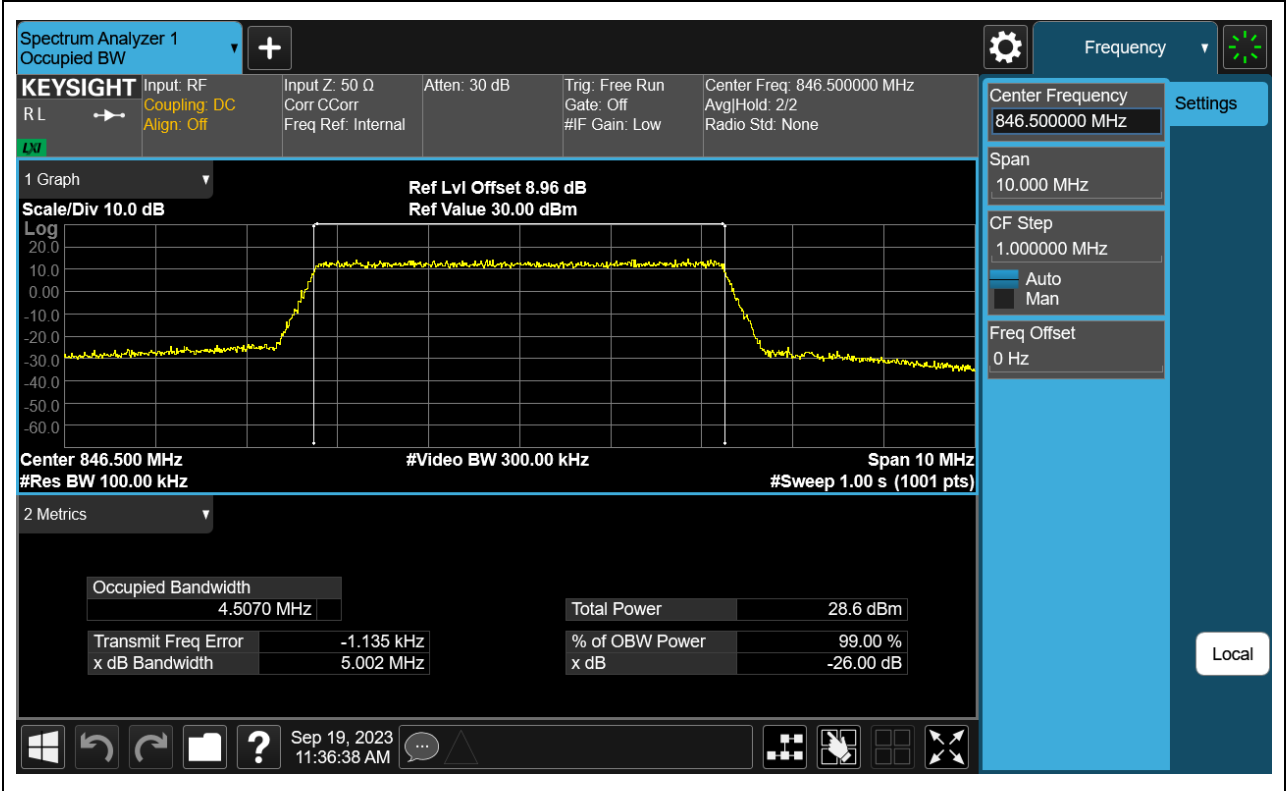 Spectrum Analyzer 1
Occupied BW
▼
+
Frequency
▼
KEYSIGHT
R L
LXI
Input: RF
Coupling: DC
Align: Off
Input Z: 50 Ω
Corr CCorr
Freq Ref: Internal
Atten: 30 dB
Trig: Free Run
Gate: Off
#IF Gain: Low
Center Freq: 846.500000 MHz
Avg|Hold: 2/2
Radio Std: None
Center Frequency
846.500000 MHz
Settings
Span
10.000 MHz
CF Step
1.000000 MHz
Auto
Man
Freq Offset
0 Hz
Local
1 Graph
▼
Scale/Div 10.0 dB
Ref Lvl Offset 8.96 dB
Ref Value 30.00 dBm
Log
20.0
10.0
0.00
-10.0
-20.0
-30.0
-40.0
-50.0
-60.0
Center 846.500 MHz
#Video BW 300.00 kHz
Span 10 MHz
#Res BW 100.00 kHz
#Sweep 1.00 s (1001 pts)
2 Metrics
▼
Occupied Bandwidth
4.5070 MHz
Total Power 28.6 dBm
Transmit Freq Error -1.135 kHz
% of OBW Power 99.00 %
x dB Bandwidth 5.002 MHz
x dB -26.00 dB
?
Sep 19, 2023
11:36:38 AM